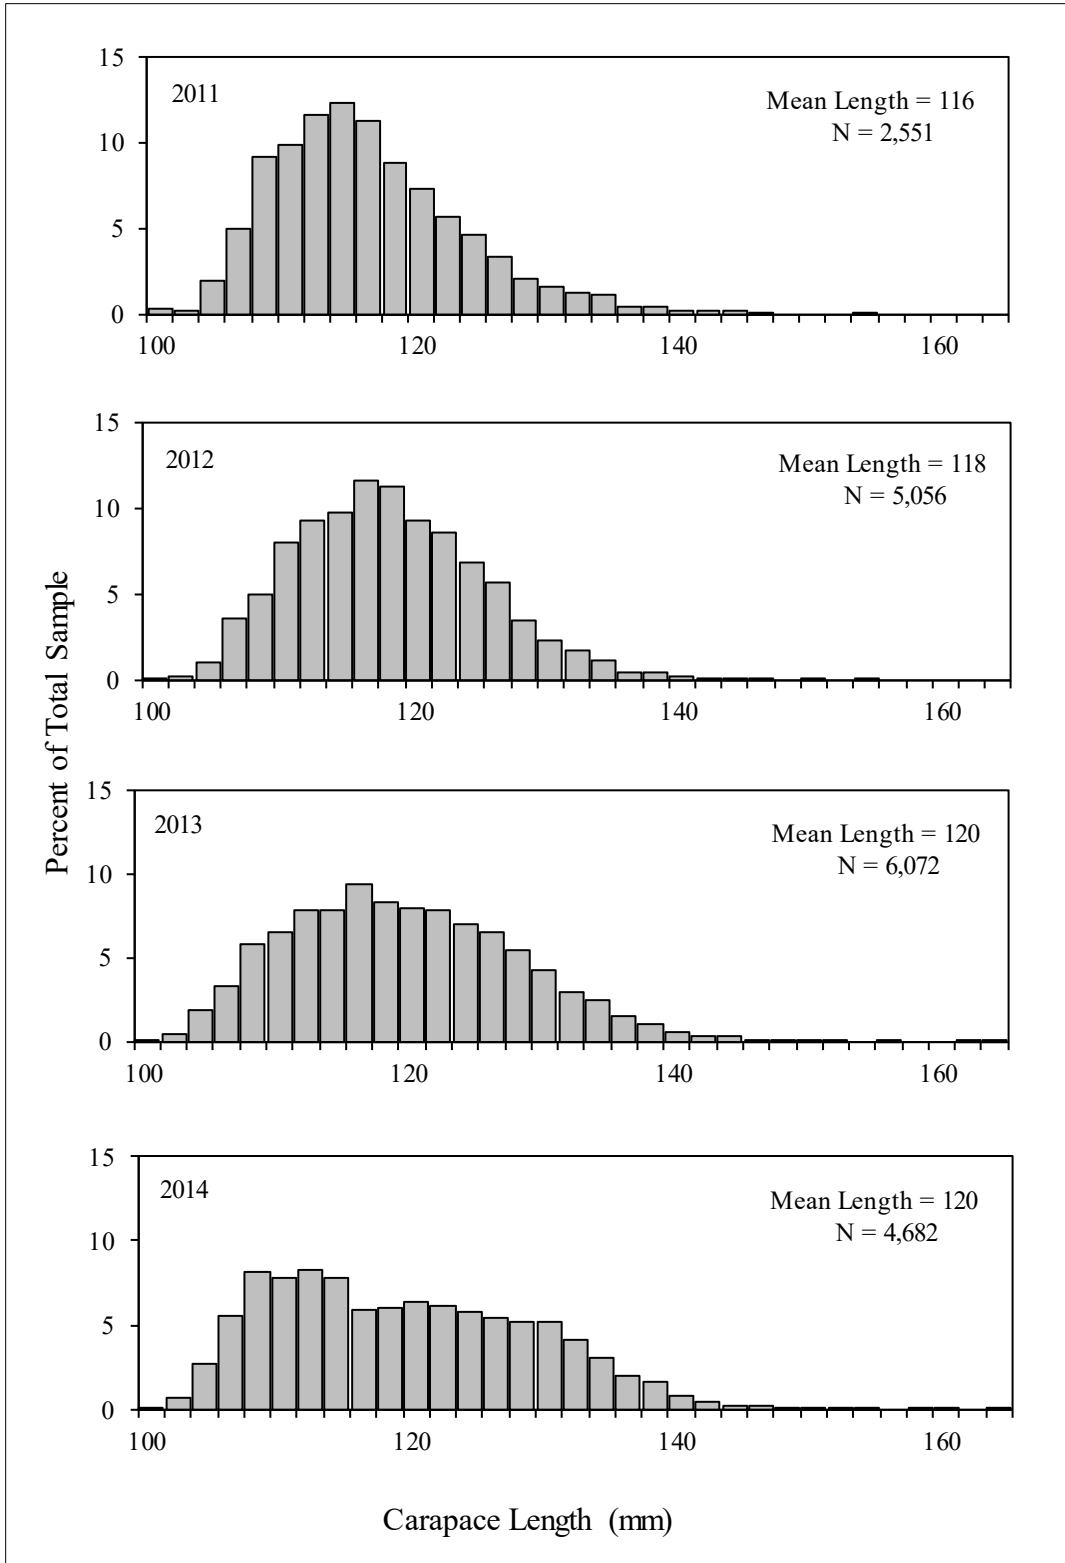 15
2011
Mean Length = 116
N = 2,551
10
5
0
100 120 140 160
15
2012
Mean Length = 118
N = 5,056
10
5
0
100 120 140 160
Percent of Total Sample
15
2013
Mean Length = 120
N = 6,072
10
5
0
100 120 140 160
15
2014
Mean Length = 120
N = 4,682
10
5
0
100 120 140 160
Carapace Length (mm)